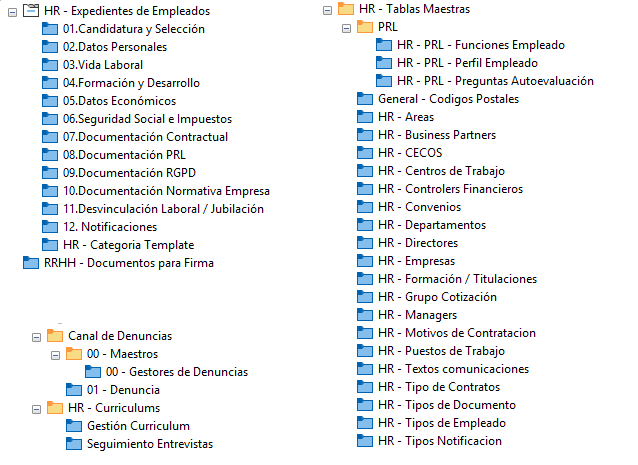 HR - Expedientes de Empleados
01.Candidatura y Selección
02.Datos Personales
03.Vida Laboral
04.Formación y Desarrollo
05.Datos Económicos
06.Seguridad Social e Impuestos
07.Documentación Contractual
08.Documentación PRL
09.Documentación RGPD
10.Documentación Normativa Empresa
11.Desvinculación Laboral / Jubilación
12. Notificaciones
HR - Categoria Template
RRHH - Documentos para Firma
Canal de Denuncias
00 - Maestros
00 - Gestores de Denuncias
01 - Denuncia
HR - Curriculums
Gestión Curriculum
Seguimiento Entrevistas
HR - Tablas Maestras
PRL
HR - PRL - Funciones Empleado
HR - PRL - Perfil Empleado
HR - PRL - Preguntas Autoevaluación
General - Codigos Postales
HR - Areas
HR - Business Partners
HR - CECOS
HR - Centros de Trabajo
HR - Controlers Financieros
HR - Convenios
HR - Departamentos
HR - Directores
HR - Empresas
HR - Formación / Titulaciones
HR - Grupo Cotización
HR - Managers
HR - Motivos de Contratacion
HR - Puestos de Trabajo
HR - Textos comunicaciones
HR - Tipo de Contratos
HR - Tipos de Documento
HR - Tipos de Empleado
HR - Tipos Notificacion